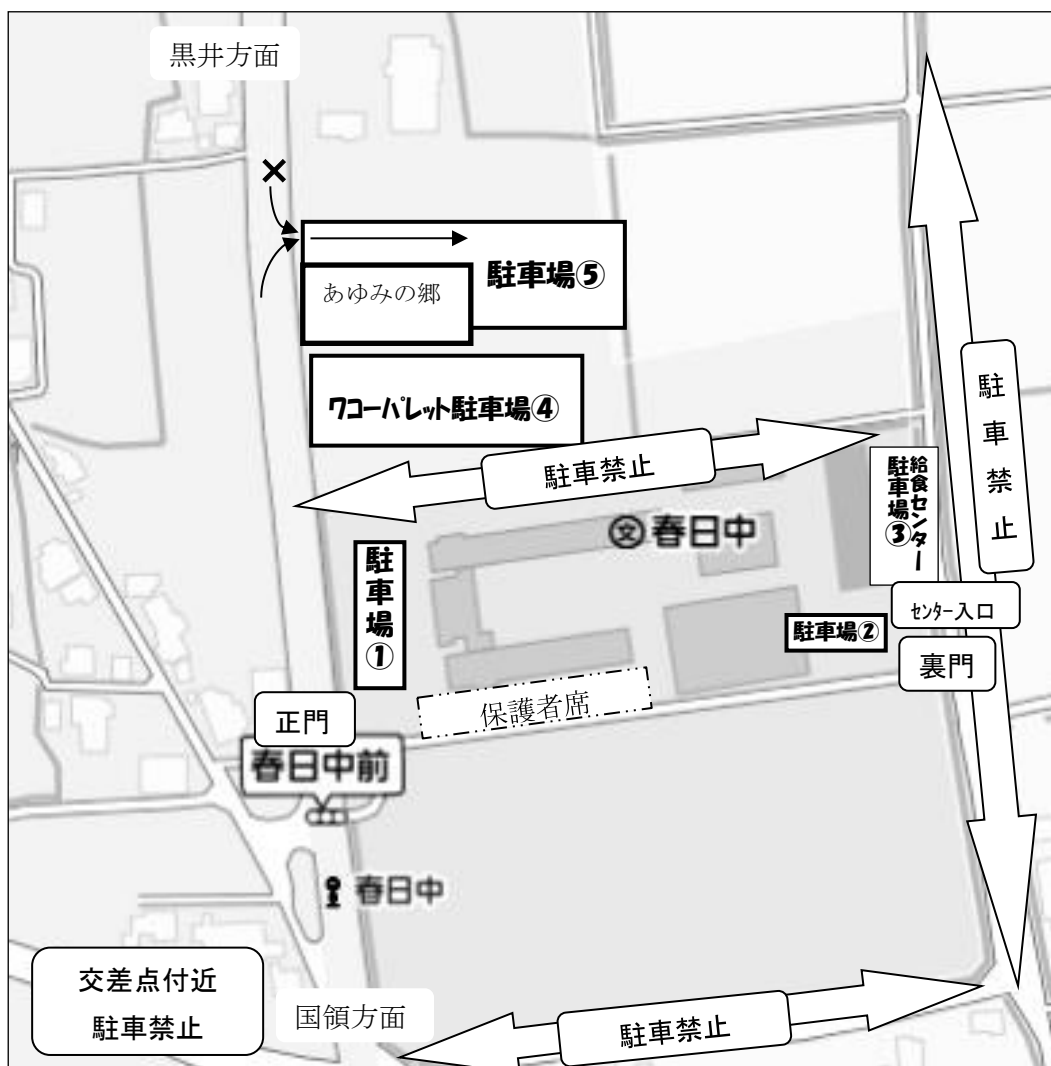 黒井方面
×
駐車場⑤
あゆみの郷
ワコーパレット駐車場④
駐車禁止
駐車禁止
給食センター
駐車場③
文 春日中
駐車場①
センター入口
駐車場②
裏門
保護者席
正門
春日中前
春日中
交差点付近
駐車禁止
国領方面
駐車禁止